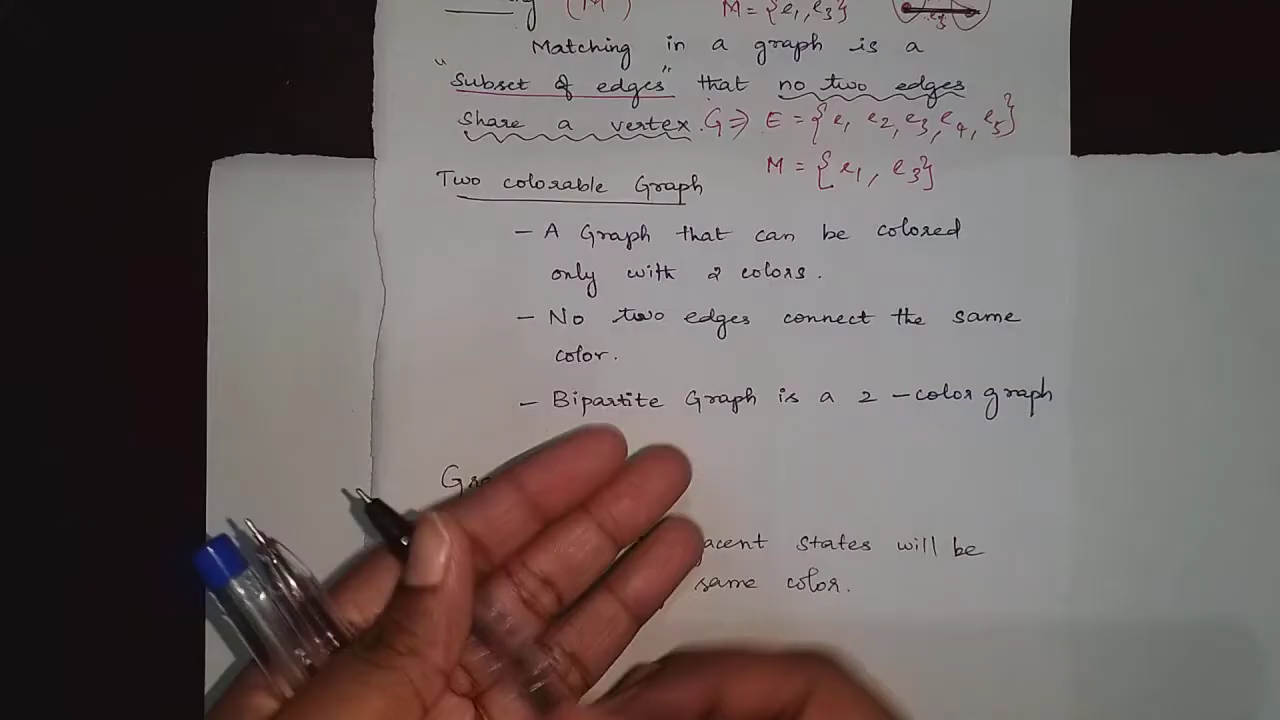 (M) M = {e1, e3}
e3
Matching in a graph is a
"Subset of edges" that no two edges
share a vertex. G => E = {e1 e2, e3, e4, e5}
M = {e1, e3}
Two colorable Graph
- A Graph that can be colored
only with 2 colors.
- No two edges connect the same
color.
- Bipartite Graph is a 2-color graph
states will be
same color.